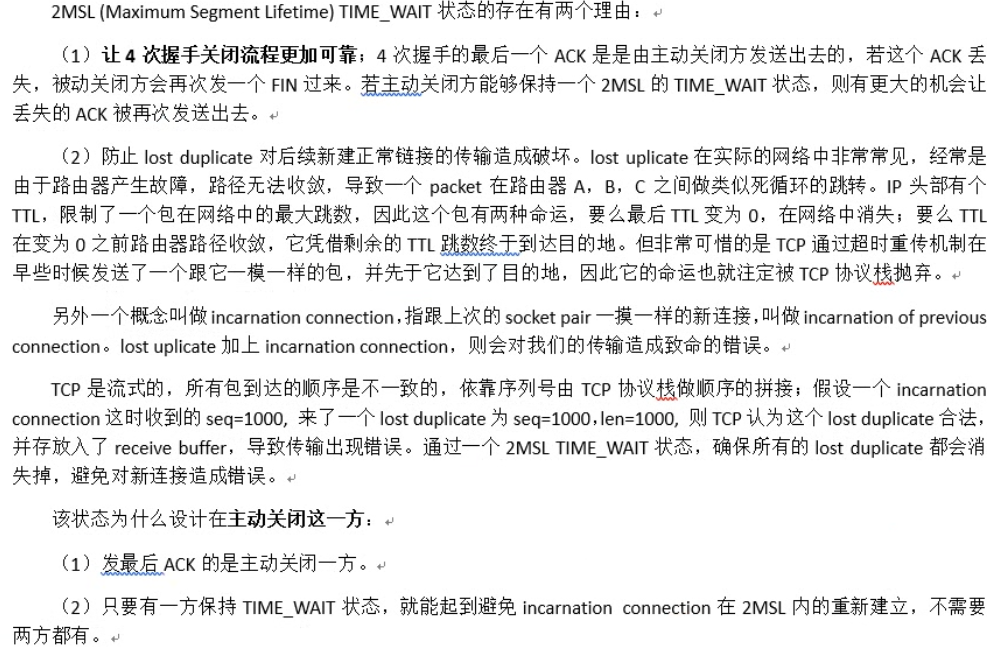 2MSL (Maximum Segment Lifetime) TIME_WAIT 状态的存在有两个理由：
（1）让 4 次握手关闭流程更加可靠；4 次握手的最后一个 ACK 是是由主动关闭方发送出去的，若这个 ACK 丢
失，被动关闭方会再次发一个 FIN 过来。若主动关闭方能够保持一个 2MSL 的 TIME_WAIT 状态，则有更大的机会让
丢失的 ACK 被再次发送出去。
（2）防止 lost duplicate 对后续新建正常链接的传输造成破坏。lost uplicate 在实际的网络中非常常见，经常是
由于路由器产生故障，路径无法收敛，导致一个 packet 在路由器 A，B，C 之间做类似死循环的跳转。IP 头部有个
TTL，限制了一个包在网络中的最大跳数，因此这个包有两种命运，要么最后 TTL 变为 0，在网络中消失；要么 TTL
在变为 0 之前路由器路径收敛，它凭借剩余的 TTL 跳数终于到达目的地。但非常可惜的是 TCP 通过超时重传机制在
早些时候发送了一个跟它一模一样的包，并先于它达到了目的地，因此它的命运也就注定被 TCP 协议栈抛弃。
另外一个概念叫做 incarnation connection，指跟上次的 socket pair 一摸一样的新连接，叫做 incarnation of previous
connection。lost uplicate 加上 incarnation connection，则会对我们的传输造成致命的错误。
TCP 是流式的，所有包到达的顺序是不一致的，依靠序列号由 TCP 协议栈做顺序的拼接；假设一个 incarnation
connection 这时收到的 seq=1000, 来了一个 lost duplicate 为 seq=1000，len=1000, 则 TCP 认为这个 lost duplicate 合法，
并存放入了 receive buffer，导致传输出现错误。通过一个 2MSL TIME_WAIT 状态，确保所有的 lost duplicate 都会消
失掉，避免对新连接造成错误。
该状态为什么设计在主动关闭这一方：
（1）发最后 ACK 的是主动关闭一方。
（2）只要有一方保持 TIME_WAIT 状态，就能起到避免 incarnation connection 在 2MSL 内的重新建立，不需要
两方都有。